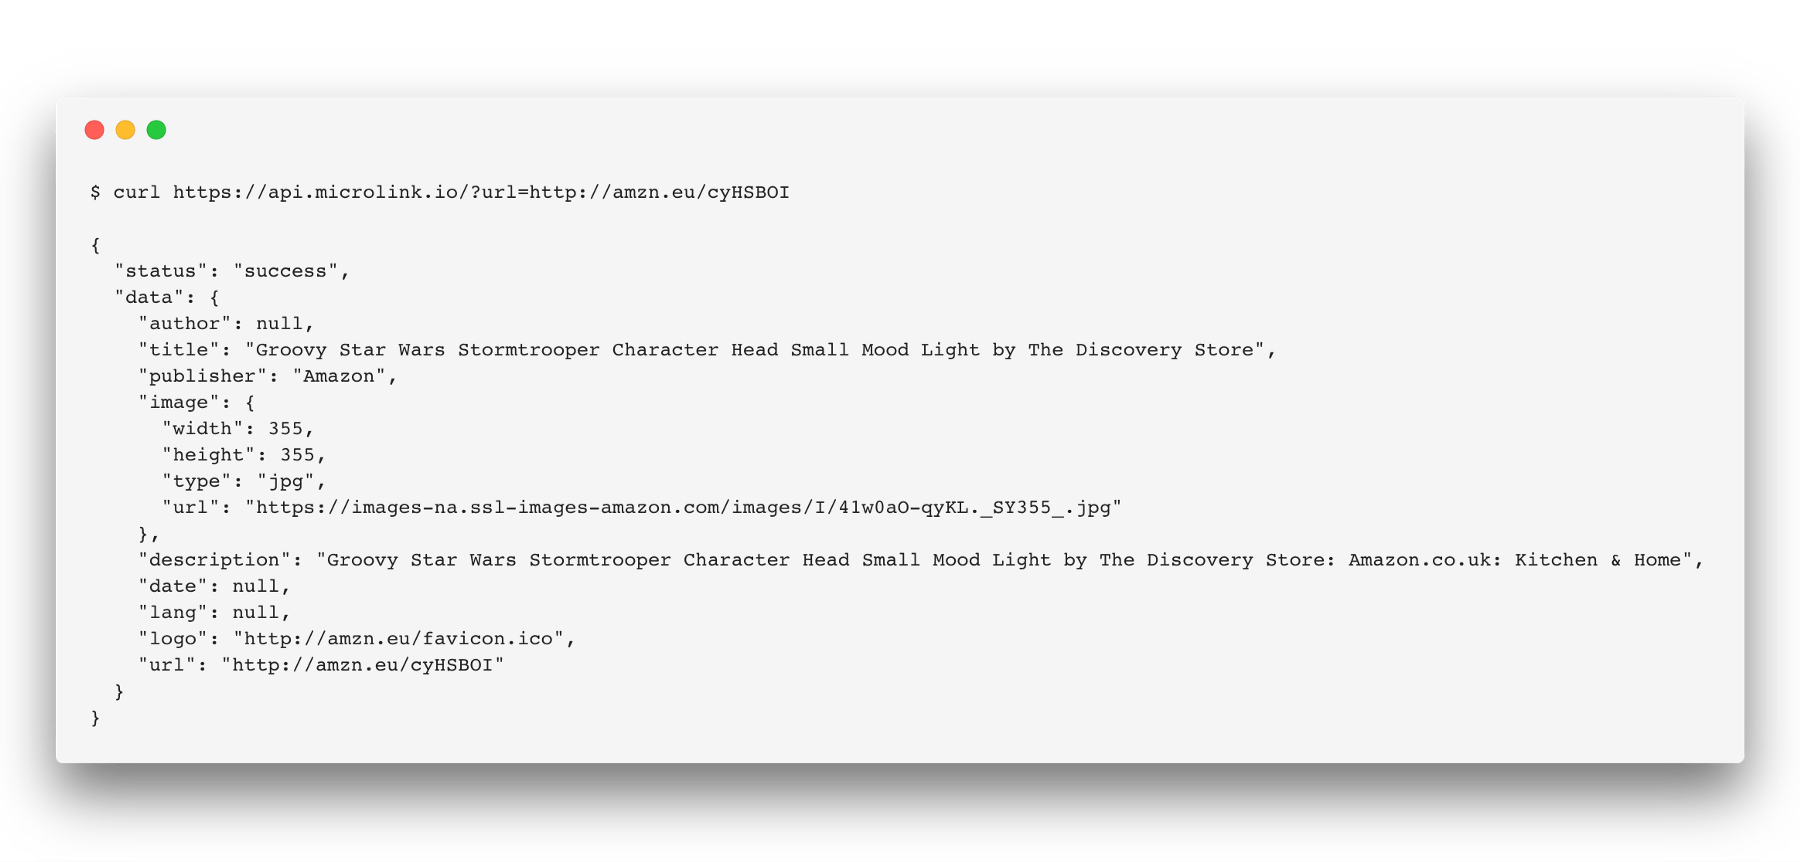 $ curl https://api.microlink.io/?url=http://amzn.eu/cyHSBOI
{
  "status": "success",
  "data": {
    "author": null,
    "title": "Groovy Star Wars Stormtrooper Character Head Small Mood Light by The Discovery Store",
    "publisher": "Amazon",
    "image": {
      "width": 355,
      "height": 355,
      "type": "jpg",
      "url": "https://images-na.ssl-images-amazon.com/images/I/41w0aO-qyKL._SY355_.jpg"
    },
    "description": "Groovy Star Wars Stormtrooper Character Head Small Mood Light by The Discovery Store: Amazon.co.uk: Kitchen & Home",
    "date": null,
    "lang": null,
    "logo": "http://amzn.eu/favicon.ico",
    "url": "http://amzn.eu/cyHSBOI"
  }
}